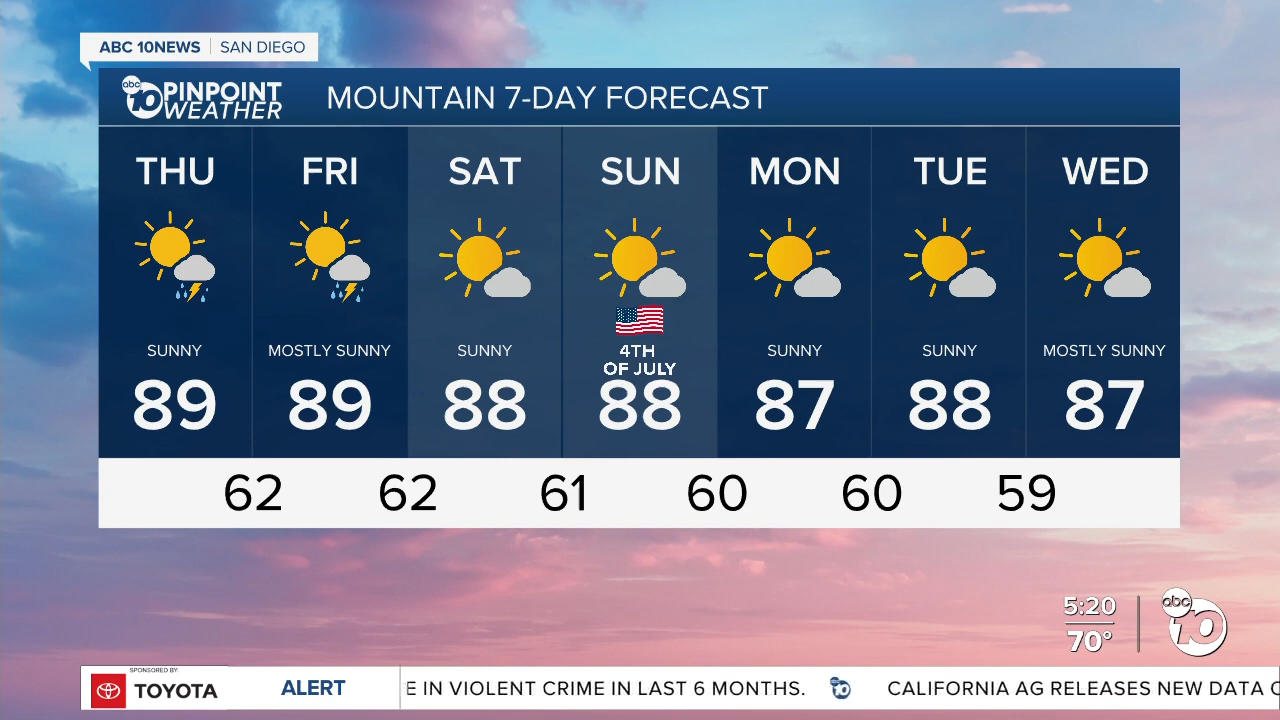 ABC 10NEWS | SAN DIEGO
abc 10 PINPOINT WEATHER
MOUNTAIN 7-DAY FORECAST
THU FRI SAT SUN MON TUE WED
SUNNY MOSTLY SUNNY SUNNY 4TH OF JULY SUNNY SUNNY MOSTLY SUNNY
89 89 88 88 87 88 87
62 62 61 60 60 59
5:20
70°
abc 10
SPONSORED BY:
TOYOTA
ALERT
E IN VIOLENT CRIME IN LAST 6 MONTHS. abc 10 CALIFORNIA AG RELEASES NEW DATA